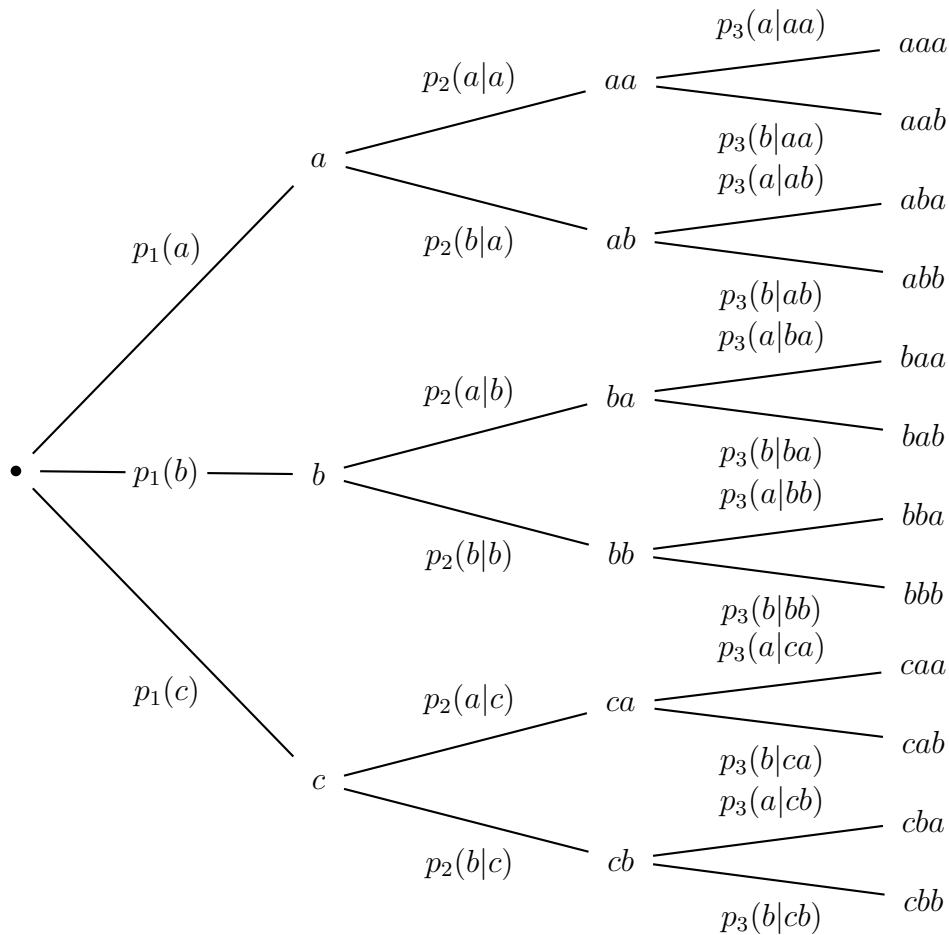 p₃(a|aa)
aaa
p₂(a|a)
aa
aab
p₃(b|aa)
a
p₃(a|ab)
aba
p₁(a)
p₂(b|a)
ab
abb
p₃(b|ab)
p₃(a|ba)
baa
p₂(a|b)
ba
bab
p₃(b|ba)
• p₁(b)
b
p₃(a|bb)
bba
p₂(b|b)
bb
bbb
p₃(b|bb)
p₃(a|ca)
caa
p₁(c)
p₂(a|c)
ca
cab
p₃(b|ca)
c
p₃(a|cb)
cba
p₂(b|c)
cb
cbb
p₃(b|cb)